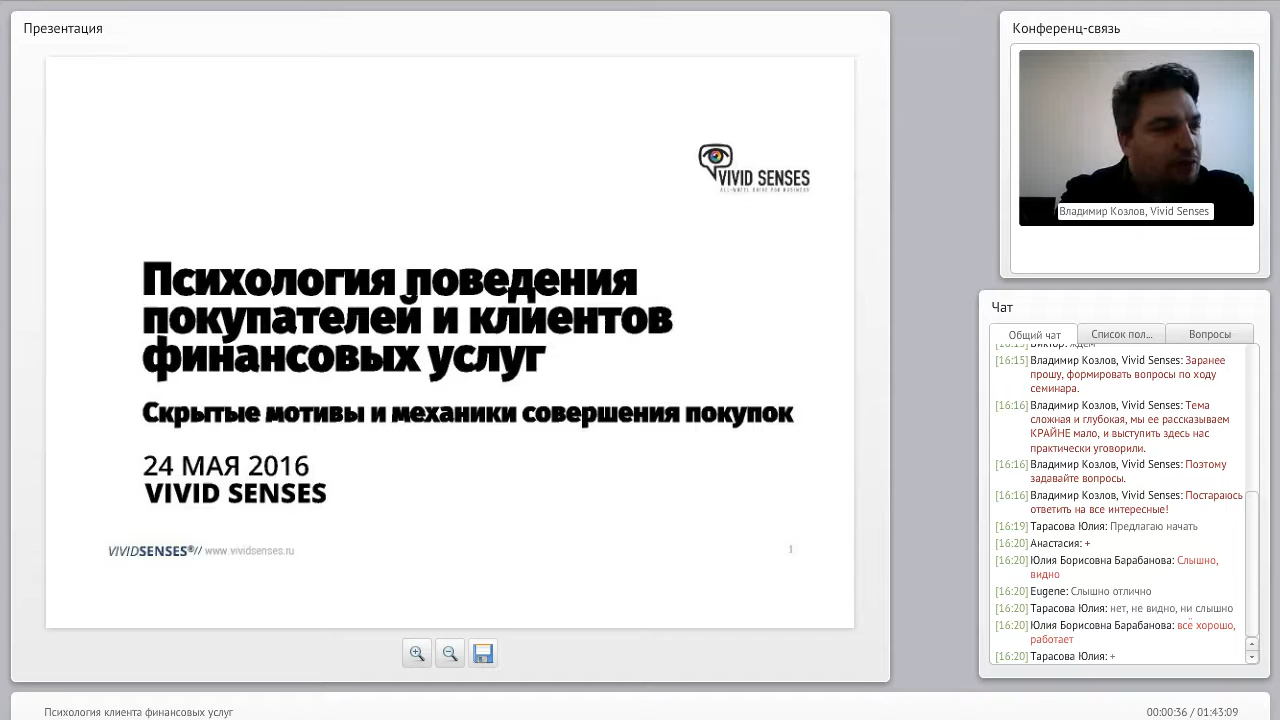 Презентация
VIVID SENSES
Психология поведения
покупателей и клиентов
финансовых услуг
Скрытые мотивы и механики совершения покупок
24 МАЯ 2016
VIVID SENSES
VIVIDSENSES®// www.vividsenses.ru
1
Конференц-связь
Владимир Козлов, Vivid Senses
Чат
Общий чат Список пол... Вопросы
[16:15] Владимир Козлов, Vivid Senses: Заранее
прошу, формировать вопросы по ходу
семинара.
[16:16] Владимир Козлов, Vivid Senses: Тема
сложная и глубокая, мы ее рассказываем
КРАЙНЕ мало, и выступить здесь нас
практически уговорили.
[16:16] Владимир Козлов, Vivid Senses: Поэтому
задавайте вопросы.
[16:16] Владимир Козлов, Vivid Senses: Постараюсь
ответить на все интересные!
[16:19] Тарасова Юлия: Предлагаю начать
[16:20] Анастасия: +
[16:20] Юлия Борисовна Барабанова: Слышно,
видно
[16:20] Eugene: Слышно отлично
[16:20] Тарасова Юлия: нет, не видно, ни слышно
[16:20] Юлия Борисовна Барабанова: всё хорошо,
работает
[16:20] Тарасова Юлия: +
Психология клиента финансовых услуг
00:00:36 / 01:43:09